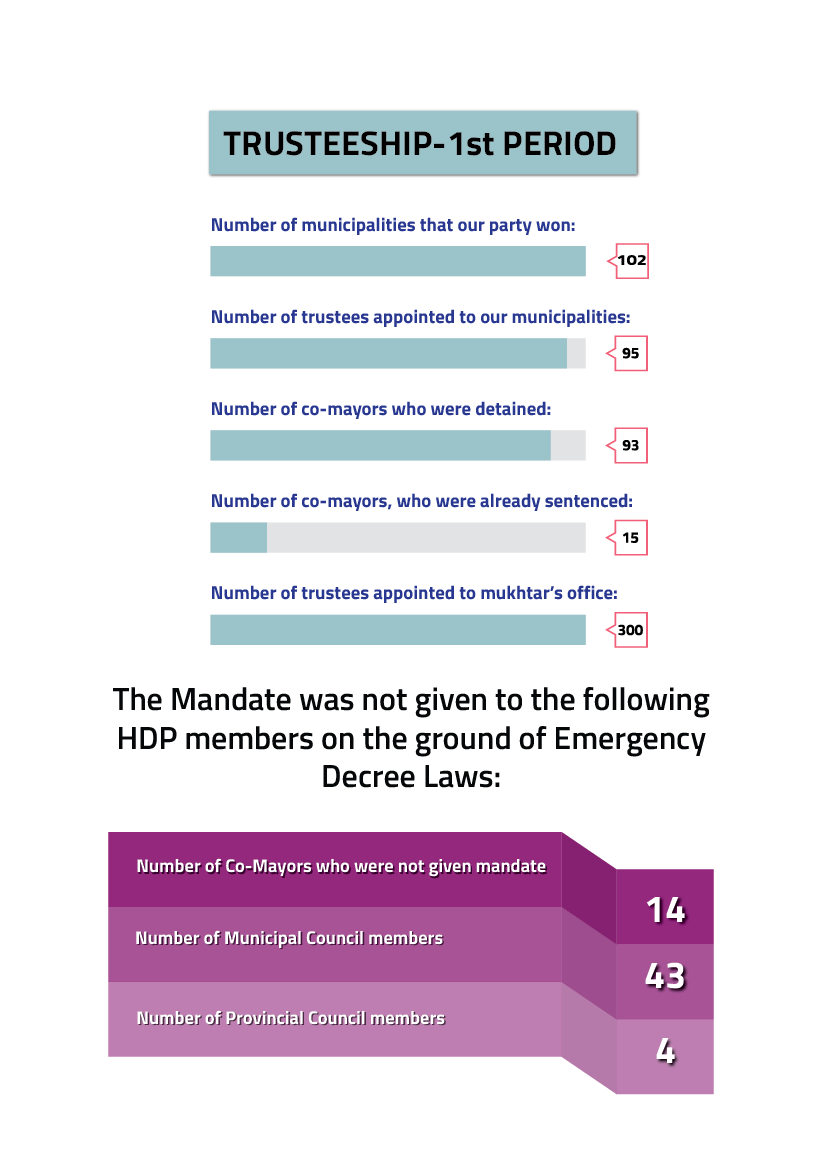 TRUSTEESHIP-1st PERIOD
Number of municipalities that our party won:
102
Number of trustees appointed to our municipalities:
95
Number of co-mayors who were detained:
93
Number of co-mayors, who were already sentenced:
15
Number of trustees appointed to mukhtar’s office:
300
The Mandate was not given to the following
HDP members on the ground of Emergency
Decree Laws:
Number of Co-Mayors who were not given mandate
14
Number of Municipal Council members
43
Number of Provincial Council members
4